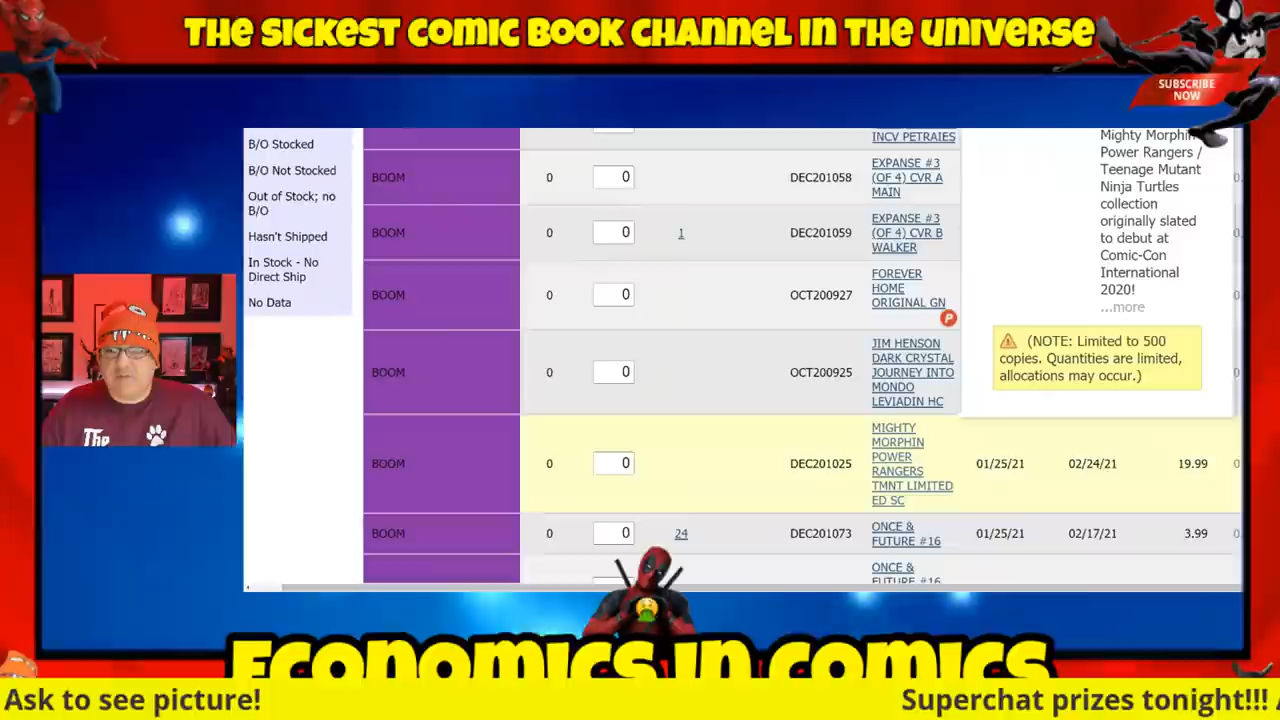 THE SICKEST COMIC BOOK CHANNEL IN THE UNIVERSE
SUBSCRIBE
NOW
B/O Stocked
B/O Not Stocked
Out of Stock; no
B/O
Hasn't Shipped
In Stock - No
Direct Ship
No Data
INCV PETRAIES
BOOM 0 0 DEC201058 EXPANSE #3
(OF 4) CVR A
MAIN
BOOM 0 0 1 DEC201059 EXPANSE #3
(OF 4) CVR B
WALKER
BOOM 0 0 OCT200927 FOREVER
HOME
ORIGINAL GN
P
BOOM 0 0 OCT200925 JIM HENSON
DARK CRYSTAL
JOURNEY INTO
MONDO
LEVIADIN HC
BOOM 0 0 DEC201025 MIGHTY
MORPHIN
POWER
RANGERS
TMNT LIMITED
ED SC
01/25/21 02/24/21 19.99
BOOM 0 0 24 DEC201073 ONCE &
FUTURE #16
01/25/21 02/17/21 3.99
ONCE &
FUTURE #16
Mighty Morphin
Power Rangers /
Teenage Mutant
Ninja Turtles
collection
originally slated
to debut at
Comic-Con
International
2020!
...more
(NOTE: Limited to 500
copies. Quantities are limited,
allocations may occur.)
The
ECONOMICS IN COMICS
Ask to see picture!
Superchat prizes tonight!!!